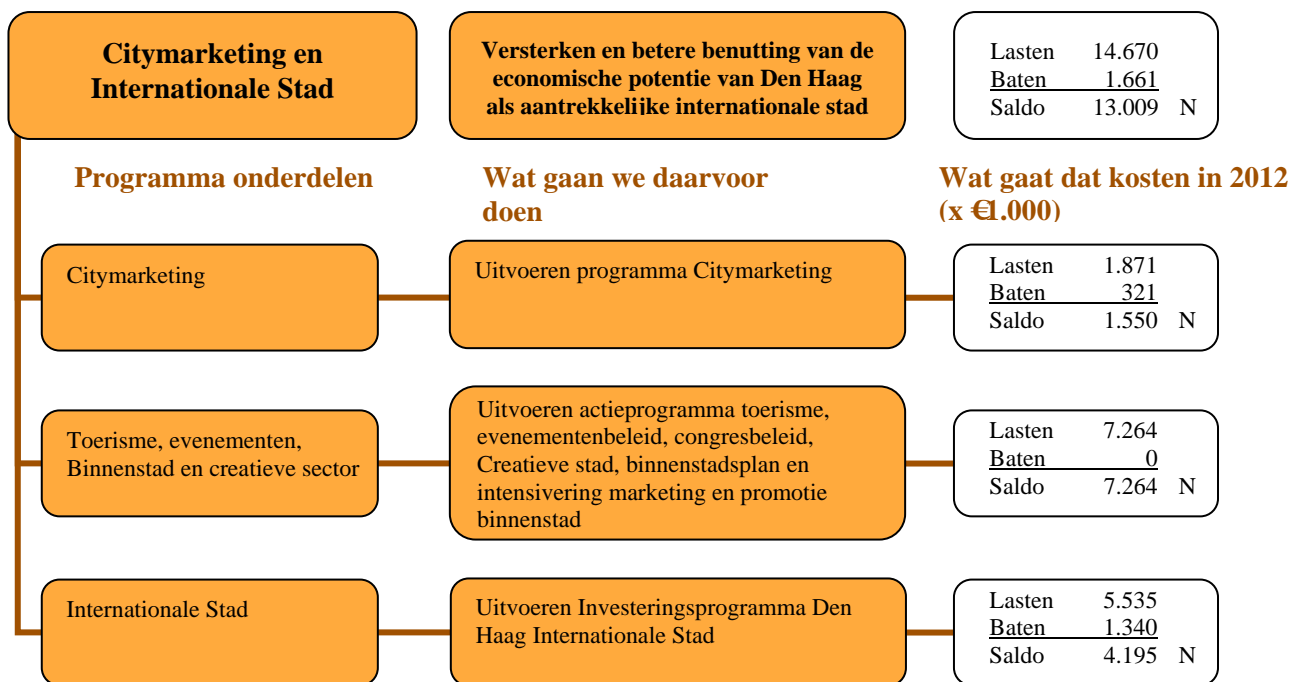 Citymarketing en
Internationale Stad
Versterken en betere benutting van de
economische potentie van Den Haag
als aantrekkelijke internationale stad
Lasten 14.670
Baten 1.661
Saldo 13.009 N
Programma onderdelen
Wat gaan we daarvoor
doen
Wat gaat dat kosten in 2012
(x €1.000)
Citymarketing
Uitvoeren programma Citymarketing
Lasten 1.871
Baten 321
Saldo 1.550 N
Toerisme, evenementen,
Binnenstad en creatieve sector
Uitvoeren actieprogramma toerisme,
evenementenbeleid, congresbeleid,
Creatieve stad, binnenstadsplan en
intensivering marketing en promotie
binnenstad
Lasten 7.264
Baten 0
Saldo 7.264 N
Internationale Stad
Uitvoeren Investeringsprogramma Den
Haag Internationale Stad
Lasten 5.535
Baten 1.340
Saldo 4.195 N